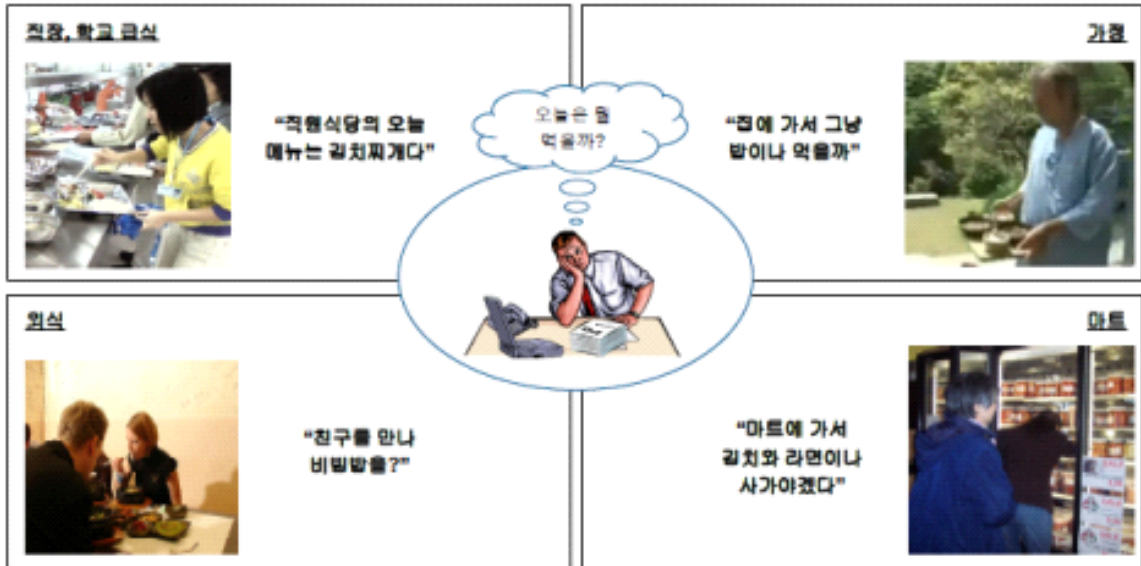 직장, 학교 급식
“직원식당의 오늘
메뉴는 김치찌게다”
오늘은 뭘
먹을까?
가정
“집에 가서 그냥
밥이나 먹을까”
외식
“친구를 만나
비빔밥을?”
마트
“마트에 가서
김치와 라면이나
사가야겠다”